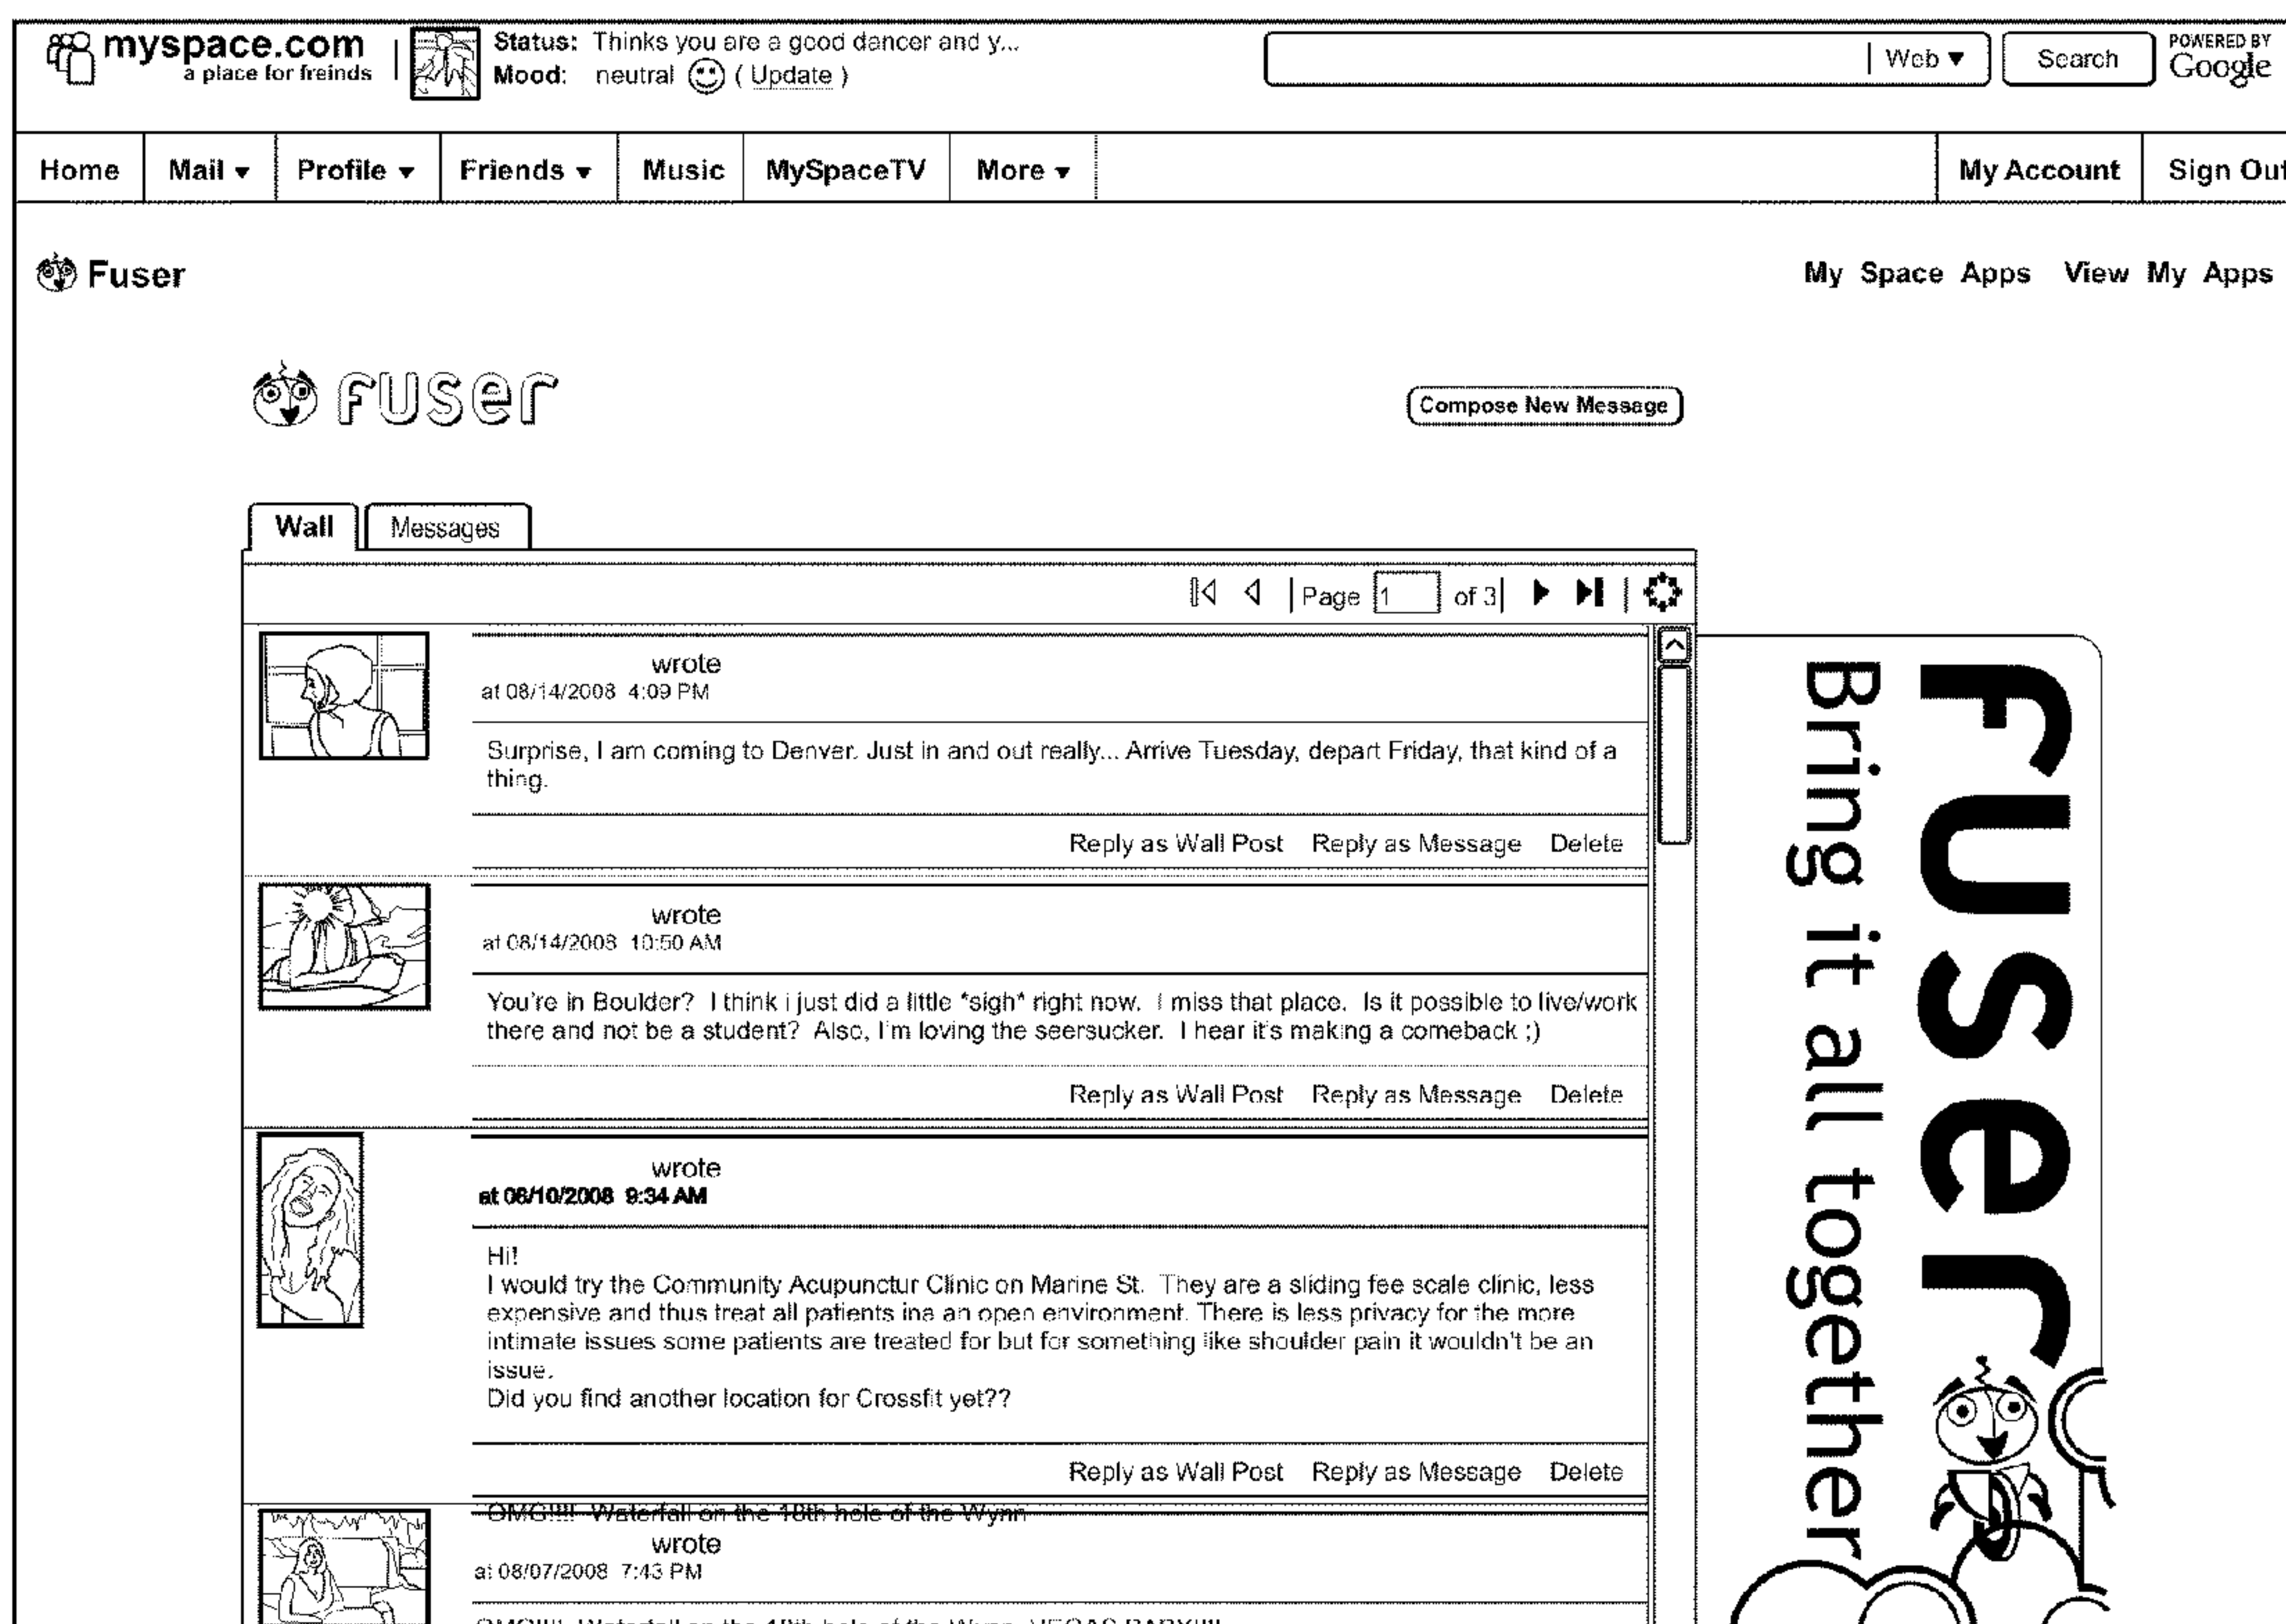 myspace.com
a place for freinds
Status: Thinks you are a good dancer and y...
Mood: neutral ( Update )
Web ▼
Search
POWERED BY
Google
Home Mail ▼ Profile ▼ Friends ▼ Music MySpaceTV More ▼ My Account Sign Out
Fuser
My Space Apps View My Apps
Fuser
Compose New Message
Wall Messages
Page 1 of 3
wrote
at 08/14/2008 4:09 PM
Surprise, I am coming to Denver. Just in and out really... Arrive Tuesday, depart Friday, that kind of a
thing.
Reply as Wall Post Reply as Message Delete
wrote
at 08/14/2008 10:50 AM
You're in Boulder? I think i just did a little *sigh* right now. I miss that place. Is it possible to live/work
there and not be a student? Also, I'm loving the seersucker. I hear it's making a comeback ;)
Reply as Wall Post Reply as Message Delete
wrote
at 08/10/2008 9:34 AM
Hi!
I would try the Community Acupunctur Clinic on Marine St. They are a sliding fee scale clinic, less
expensive and thus treat all patients ina an open environment. There is less privacy for the more
intimate issues some patients are treated for but for something like shoulder pain it wouldn't be an
issue.
Did you find another location for Crossfit yet??
Reply as Wall Post Reply as Message Delete
OMG!!!! Waterfall on the 18th hole of the Wynn
wrote
at 08/07/2008 7:43 PM
Fuser
Bring it all together